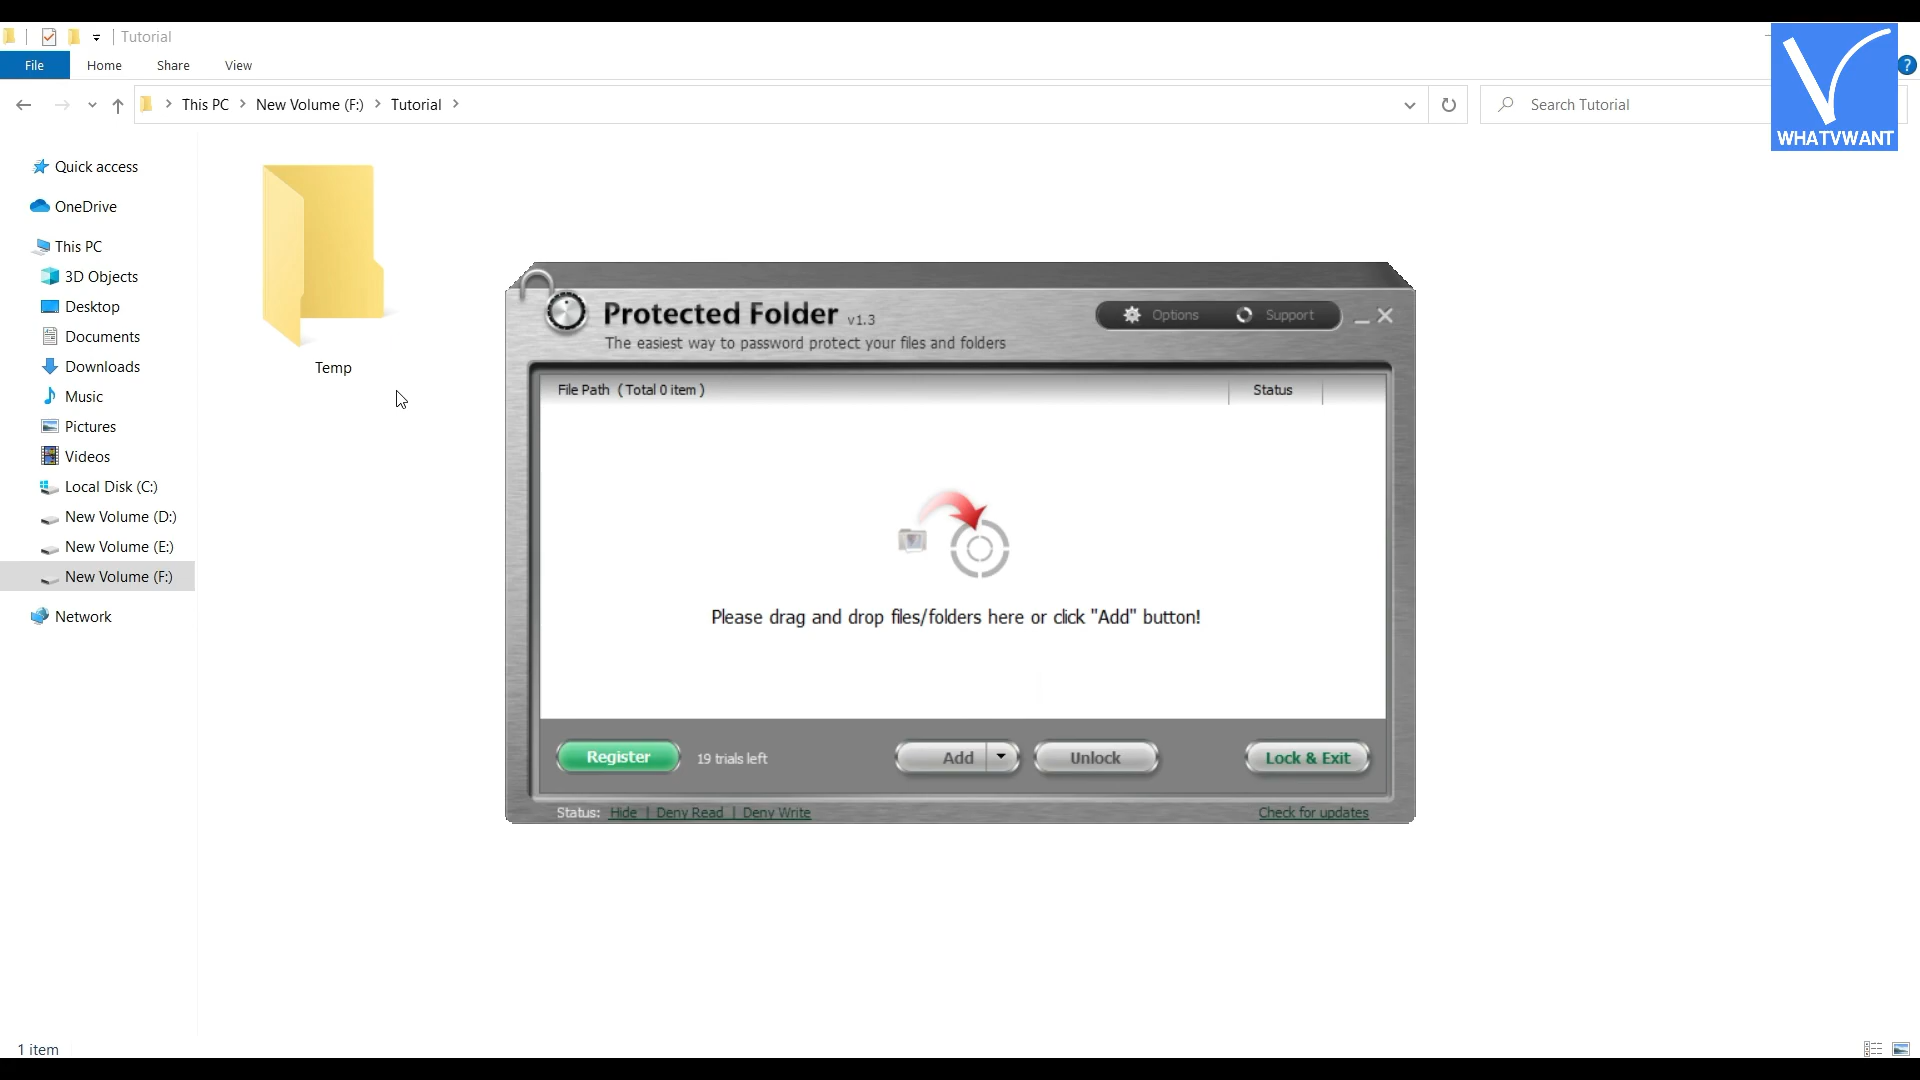 Tutorial
File Home Share View
This PC New Volume (F:) Tutorial
Search Tutorial
WHATVWANT
Quick access
OneDrive
This PC
3D Objects
Desktop
Documents
Downloads
Music
Pictures
Videos
Local Disk (C:)
New Volume (D:)
New Volume (E:)
New Volume (F:)
Network
Temp
Protected Folder v1.3
Options Support
The easiest way to password protect your files and folders
File Path ( Total 0 item ) Status
Please drag and drop files/folders here or click "Add" button!
Register 19 trials left Add Unlock Lock & Exit
Status: Hide | Deny Read | Deny Write Check for updates
1 item